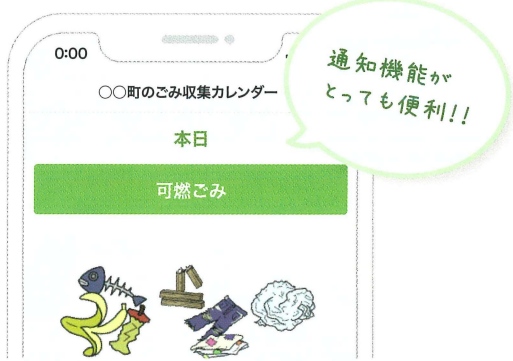 0:00
○○町のごみ収集カレンダー
通知機能が
とっても便利!!
本日
可燃ごみ